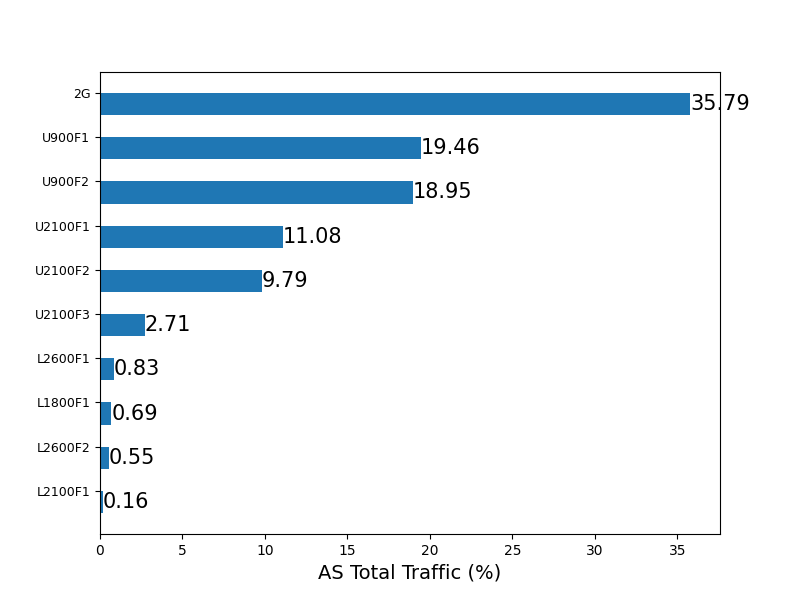 2G 35.79
U900F1 19.46
U900F2 18.95
U2100F1 11.08
U2100F2 9.79
U2100F3 2.71
L2600F1 0.83
L1800F1 0.69
L2600F2 0.55
L2100F1 0.16
0 5 10 15 20 25 30 35
AS Total Traffic (%)